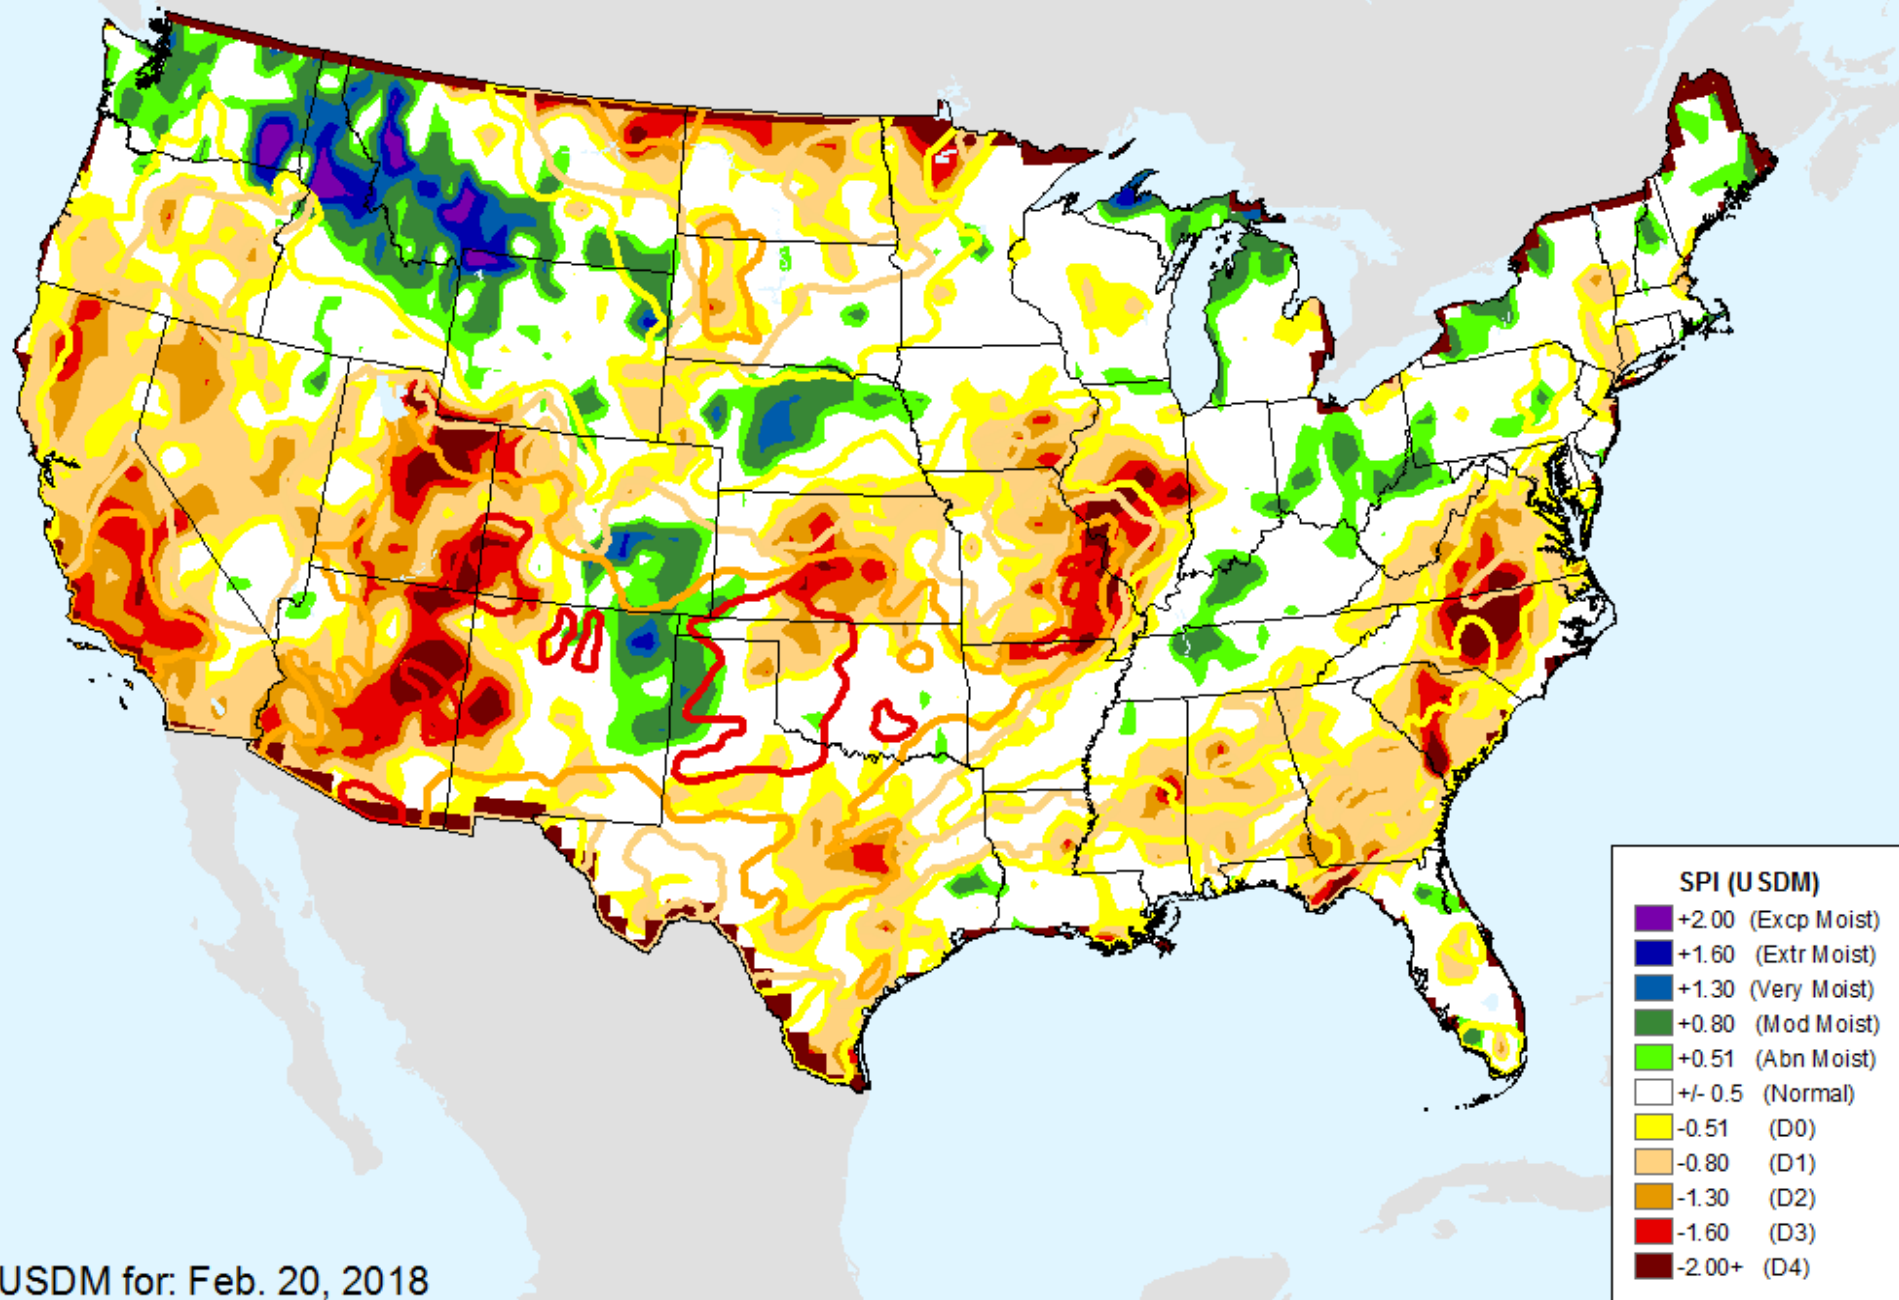 SPI (USDM)
+2.00 (Excp Moist)
+1.60 (Extr Moist)
+1.30 (Very Moist)
+0.80 (Mod Moist)
+0.51 (Abn Moist)
+/- 0.5 (Normal)
-0.51 (D0)
-0.80 (D1)
-1.30 (D2)
-1.60 (D3)
-2.00+ (D4)
USDM for: Feb. 20, 2018